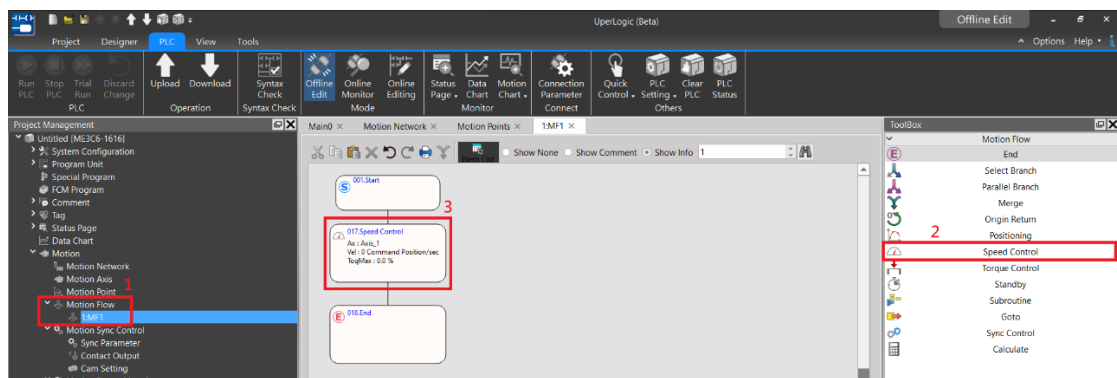 UperLogic (Beta)
Offline Edit
Project Designer PLC View Tools
Options Help
Run PLC
Stop PLC
Trial Run
Discard Change
Upload
Download
Syntax Check
Offline Edit
Online Monitor
Online Editing
Status Page
Data Chart
Motion Chart
Connection Parameter
Quick Control
PLC Setting
Clear PLC
PLC Status
PLC
Operation
Syntax Check
Mode
Monitor
Connect
Others
Project Management
Untitled [ME3C6-1616]
System Configuration
Program Unit
Special Program
FCM Program
Comment
Tag
Status Page
Data Chart
Motion
Motion Network
Motion Axis
Motion Point
1
Motion Flow
1:MF1
Motion Sync Control
Sync Parameter
Contact Output
Cam Setting
Main0 × Motion Network × Motion Points × 1:MF1 ×
Item List
Show None Show Comment Show Info 1
S 001.Start
3
017.Speed Control
Ax : Axis_1
Vel : 0 Command Position/sec
ToqMax : 0.0 %
E 018.End
ToolBox
Motion Flow
E End
Select Branch
Parallel Branch
Merge
Origin Return
Positioning
2
Speed Control
Torque Control
Standby
Subroutine
Goto
Sync Control
Calculate